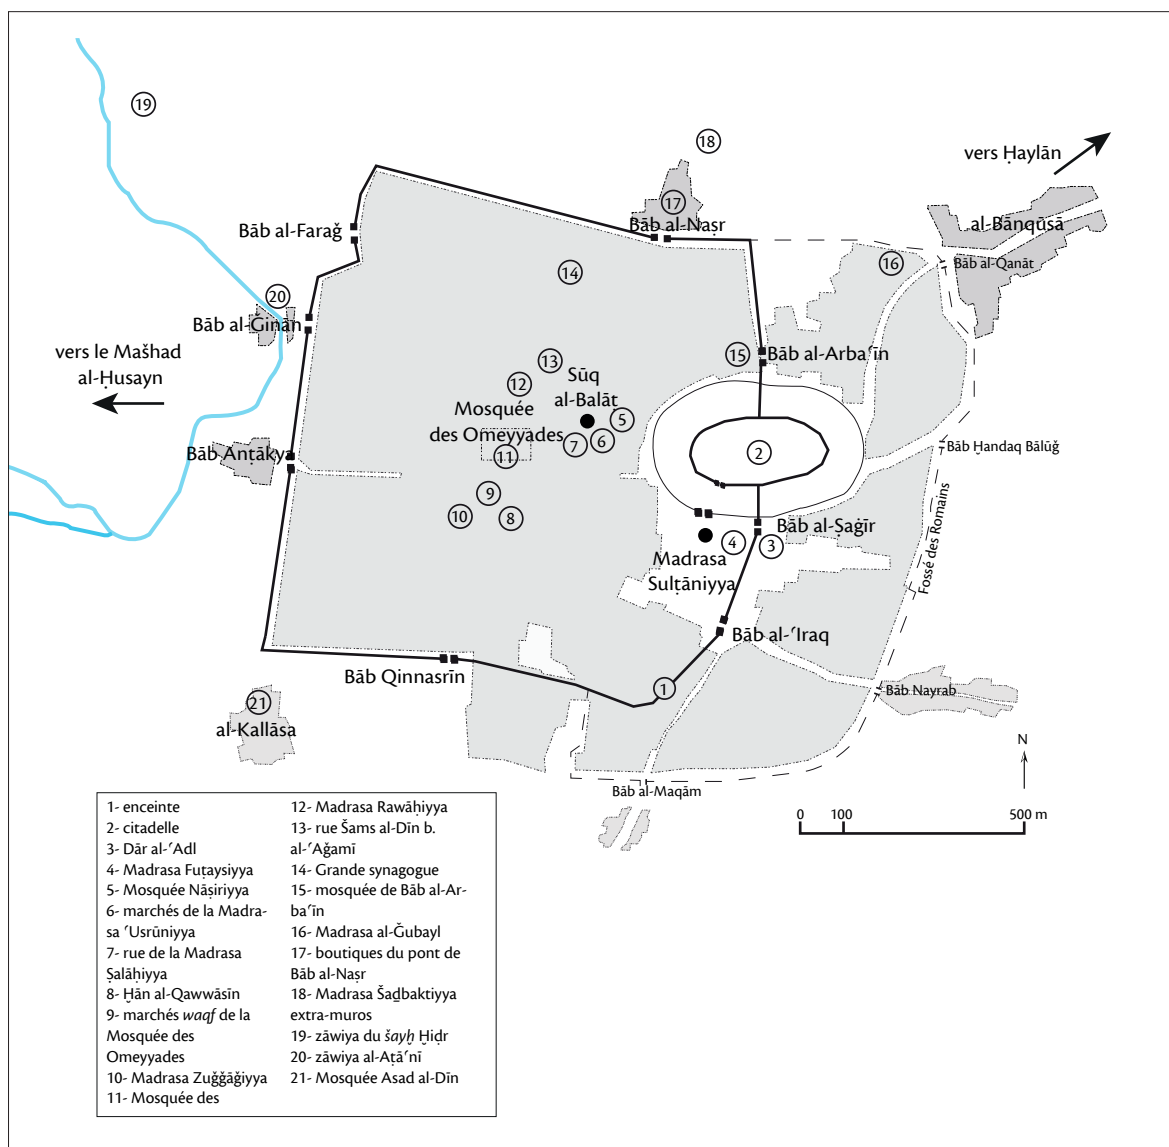 19
18
vers Ḥaylān
17
al-Bānqūsā
Bāb al-Faraǧ
Bāb al-Naṣr
16
Bāb al-Qanāt
14
20
Bāb al-Ǧinān
vers le Mašhad
al-Ḥusayn
15
Bāb al-Arbaʿīn
13
12
Sūq
al-Balāṭ
Mosquée
des Omeyyades
5
6
7
11
2
Bāb Anṭākya
Bāb Ḫandaq Bālūǧ
9
10
8
Bāb al-Ṣaġīr
4
3
Madrasa
Sulṭāniyya
Fossé des Romains
Bāb al-ʿIraq
Bāb Qinnasrīn
1
Bāb Nayrab
21
al-Kallāsa
N
Bāb al-Maqām
0 100 500 m
1- enceinte
2- citadelle
3- Dār al-ʿAdl
4- Madrasa Fuṭaysiyya
5- Mosquée Nāṣiriyya
6- marchés de la Madra-
sa ʿUsrūniyya
7- rue de la Madrasa
Ṣalāḥiyya
8- Ḫān al-Qawwāsīn
9- marchés waqf de la
Mosquée des
Omeyyades
10- Madrasa Zuǧǧāǧiyya
11- Mosquée des
12- Madrasa Rawāḥiyya
13- rue Šams al-Dīn b.
al-ʿAǧamī
14- Grande synagogue
15- mosquée de Bāb al-Ar-
baʿīn
16- Madrasa al-Ǧubayl
17- boutiques du pont de
Bāb al-Naṣr
18- Madrasa Šaḏbaktiyya
extra-muros
19- zāwiya du šayḫ Ḫiḍr
20- zāwiya al-Aṭāʿnī
21- Mosquée Asad al-Dīn